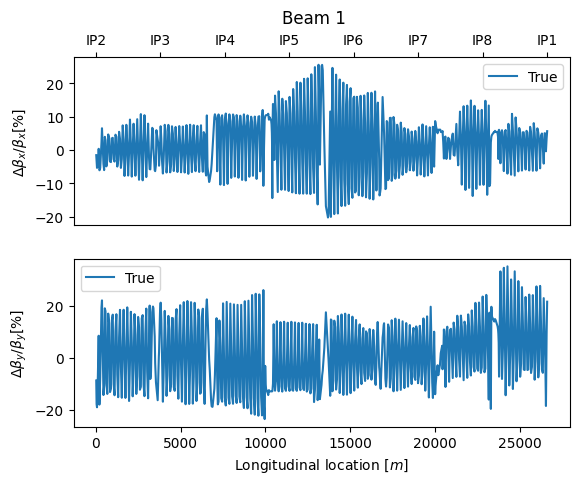 Beam 1
IP2 IP3 IP4 IP5 IP6 IP7 IP8 IP1
20
10
0
−10
−20
Δβx/βx[%]
True
20
0
−20
Δβy/βy[%]
True
0 5000 10000 15000 20000 25000
Longitudinal location [m]